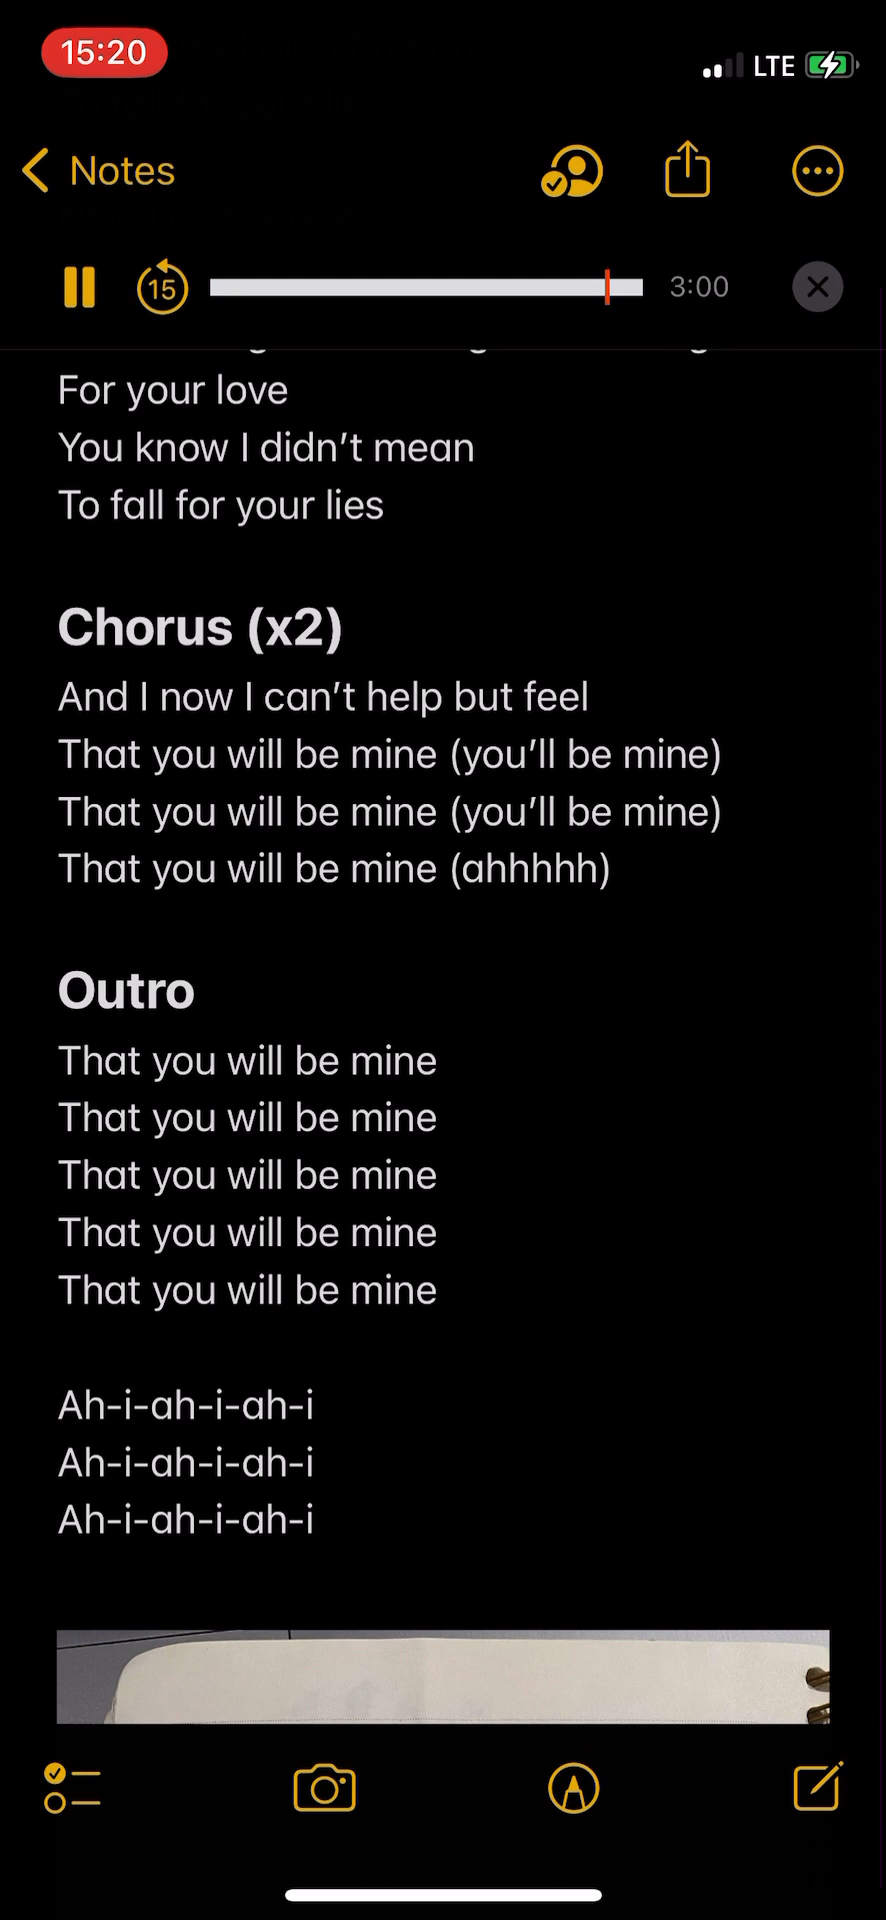 15:20
LTE
Notes
15
3:00
For your love
You know I didn’t mean
To fall for your lies
Chorus (x2)
And I now I can’t help but feel
That you will be mine (you’ll be mine)
That you will be mine (you’ll be mine)
That you will be mine (ahhhhh)
Outro
That you will be mine
That you will be mine
That you will be mine
That you will be mine
That you will be mine
Ah-i-ah-i-ah-i
Ah-i-ah-i-ah-i
Ah-i-ah-i-ah-i